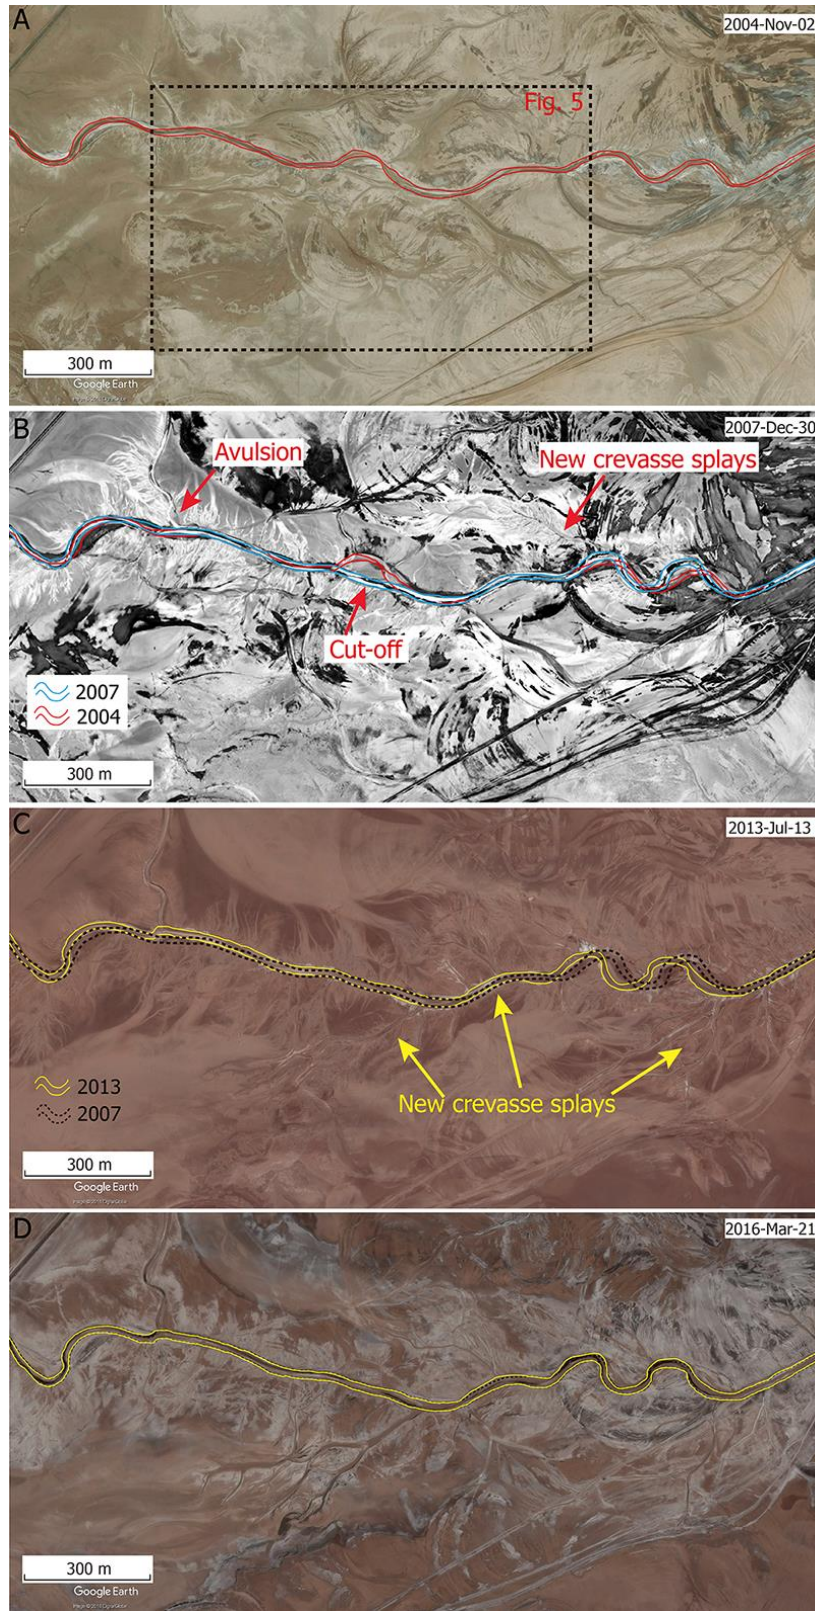 A
2004-Nov-02
Fig. 5
300 m
Google Earth
B
2007-Dec-30
Avulsion
New crevasse splays
Cut-off
2007
2004
300 m
C
2013-Jul-13
2013
2007
New crevasse splays
300 m
Google Earth
D
2016-Mar-21
300 m
Google Earth